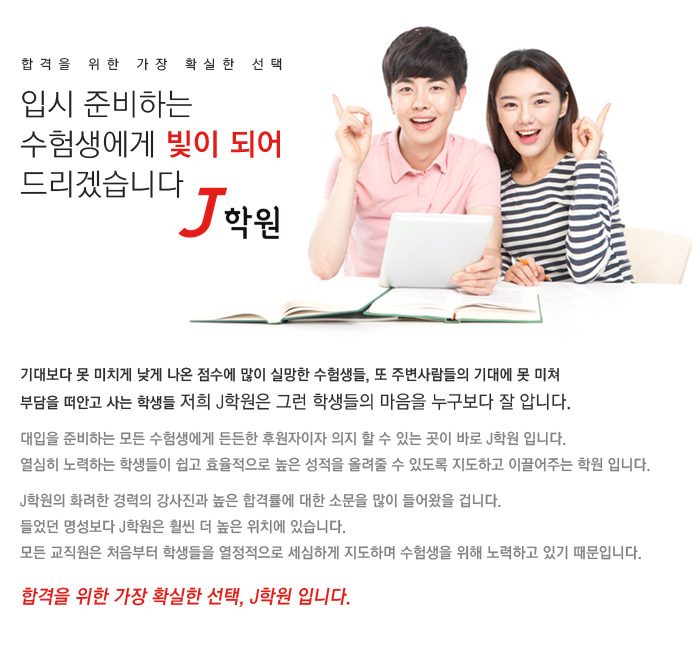 합격을 위한 가장 확실한 선택
입시 준비하는
수험생에게 빛이 되어
드리겠습니다
J학원
기대보다 못 미치게 낮게 나온 점수에 많이 실망한 수험생들, 또 주변사람들의 기대에 못 미쳐
부담을 떠안고 사는 학생들 저희 J학원은 그런 학생들의 마음을 누구보다 잘 압니다.
대입을 준비하는 모든 수험생에게 든든한 후원자이자 의지 할 수 있는 곳이 바로 J학원 입니다.
열심히 노력하는 학생들이 쉽고 효율적으로 높은 성적을 올려줄 수 있도록 지도하고 이끌어주는 학원 입니다.
J학원의 화려한 경력의 강사진과 높은 합격률에 대한 소문을 많이 들어왔을 겁니다.
들었던 명성보다 J학원은 훨씬 더 높은 위치에 있습니다.
모든 교직원은 처음부터 학생들을 열정적으로 세심하게 지도하며 수험생을 위해 노력하고 있기 때문입니다.
합격을 위한 가장 확실한 선택, J학원 입니다.